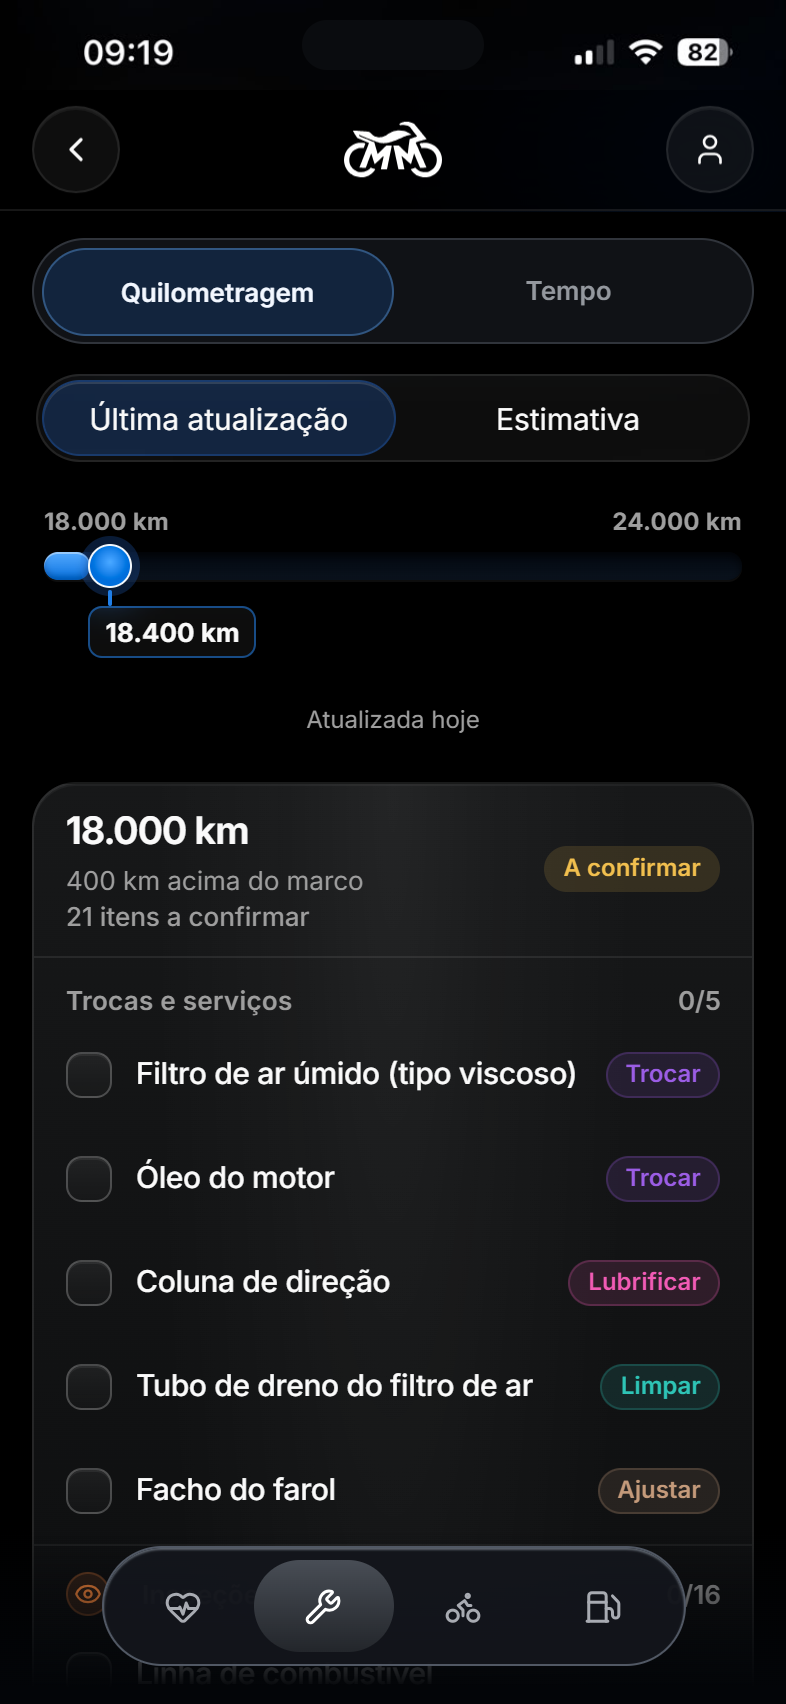 09:19
82
MM
Quilometragem
Tempo
Última atualização
Estimativa
18.000 km
24.000 km
18.400 km
Atualizada hoje
18.000 km
400 km acima do marco
21 itens a confirmar
A confirmar
Trocas e serviços
0/5
Filtro de ar úmido (tipo viscoso)
Trocar
Óleo do motor
Trocar
Coluna de direção
Lubrificar
Tubo de dreno do filtro de ar
Limpar
Facho do farol
Ajustar
/16
Linha de combustível